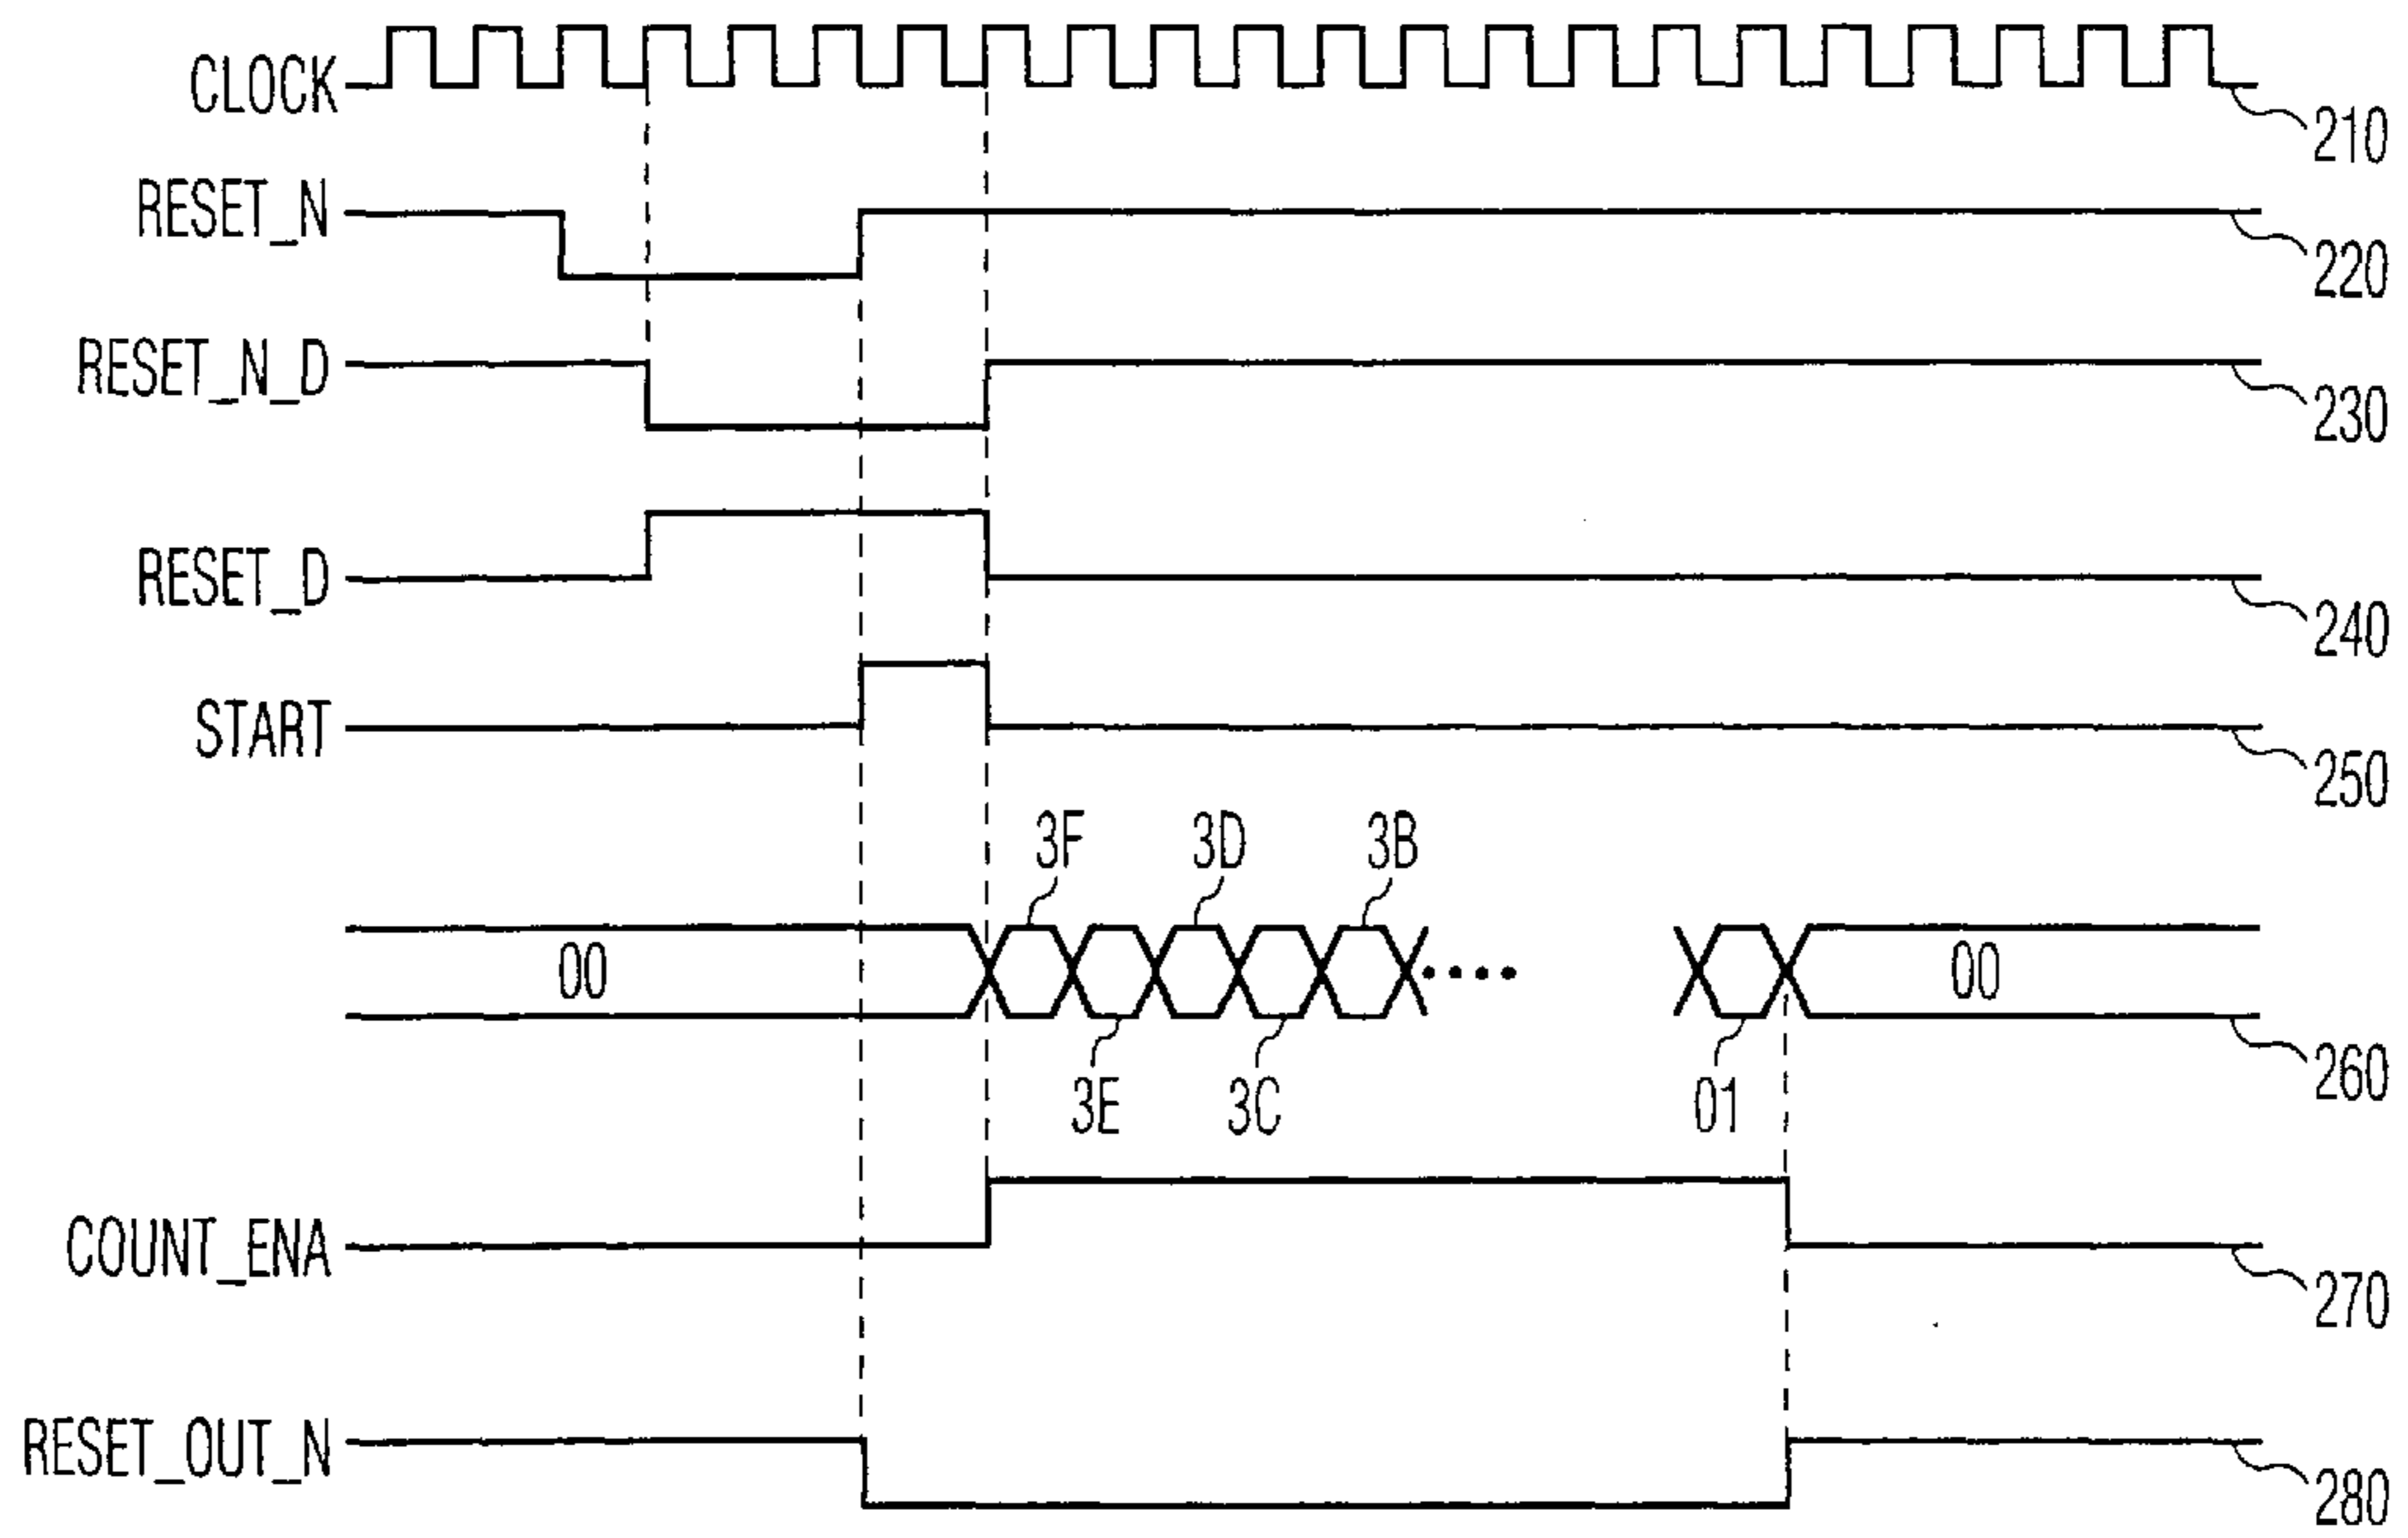 CLOCK
210
RESET_N
220
RESET_N_D
230
RESET_D
240
START
250
3F 3D 3B
00 00
260
3E 3C 01
COUNT_ENA
270
RESET_OUT_N
280